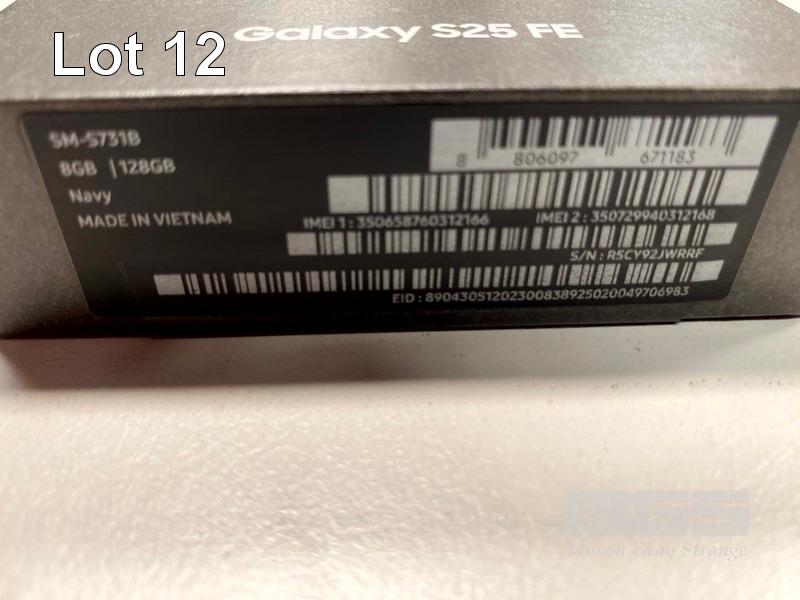 Lot 12
Galaxy S25 FE
SM-S731B
8GB | 128GB
Navy
MADE IN VIETNAM
8 806097 671183
IMEI 1 : 350658760312166
IMEI 2 : 350729940312168
S/N : R5CY92JWRRF
EID : 89043051202300838925020049706983
MGS
Mason Gray Strange